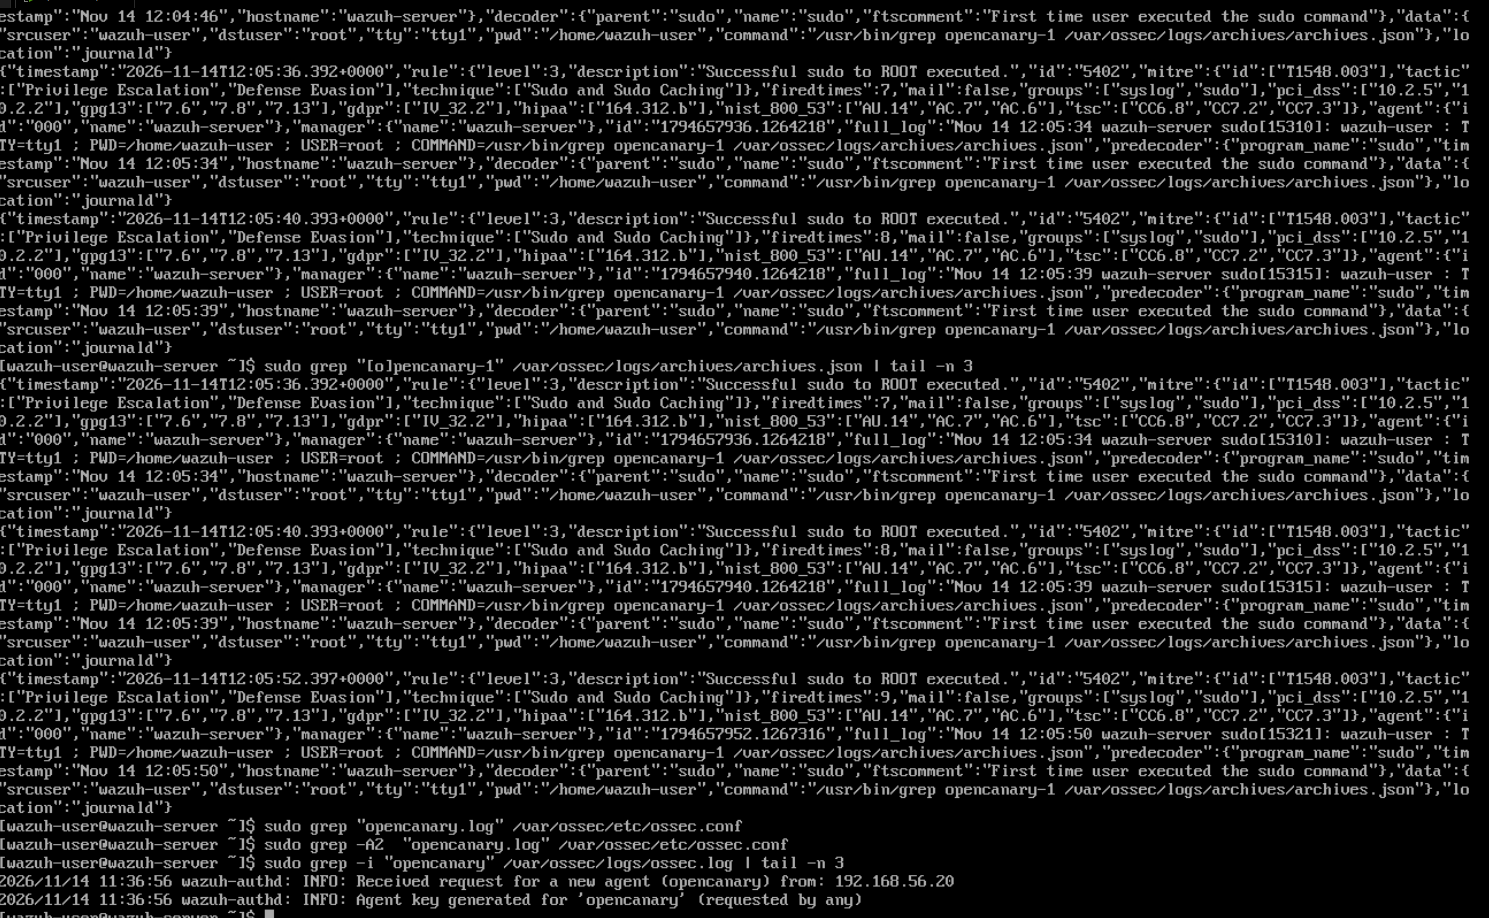 estamp":"Nov 14 12:04:46","hostname":"wazuh-server"},"decoder":{"parent":"sudo","name":"sudo","ftscomment":"First time user executed the sudo command"},"data":{
"srcuser":"wazuh-user","dstuser":"root","tty":"tty1","pwd":"/home/wazuh-user","command":"/usr/bin/grep opencanary-1 /var/ossec/logs/archives/archives.json"},"lo
cation":"journald"}
{"timestamp":"2026-11-14T12:05:36.392+0000","rule":{"level":3,"description":"Successful sudo to ROOT executed.","id":"5402","mitre":{"id":["T1548.003"],"tactic"
:["Privilege Escalation","Defense Evasion"],"technique":["Sudo and Sudo Caching"]},"firedtimes":7,"mail":false,"groups":["syslog","sudo"],"pci_dss":["10.2.5","1
0.2.2"],"gpg13":["7.6","7.8","7.13"],"gdpr":["IV_32.2"],"hipaa":["164.312.b"],"nist_800_53":["AU.14","AC.7","AC.6"],"tsc":["CC6.8","CC7.2","CC7.3"]},"agent":{"i
d":"000","name":"wazuh-server"},"manager":{"name":"wazuh-server"},"id":"1794657936.1264218","full_log":"Nov 14 12:05:34 wazuh-server sudo[15310]: wazuh-user : T
TY=tty1 ; PWD=/home/wazuh-user ; USER=root ; COMMAND=/usr/bin/grep opencanary-1 /var/ossec/logs/archives/archives.json","predecoder":{"program_name":"sudo","tim
estamp":"Nov 14 12:05:34","hostname":"wazuh-server"},"decoder":{"parent":"sudo","name":"sudo","ftscomment":"First time user executed the sudo command"},"data":{
"srcuser":"wazuh-user","dstuser":"root","tty":"tty1","pwd":"/home/wazuh-user","command":"/usr/bin/grep opencanary-1 /var/ossec/logs/archives/archives.json"},"lo
cation":"journald"}
{"timestamp":"2026-11-14T12:05:40.393+0000","rule":{"level":3,"description":"Successful sudo to ROOT executed.","id":"5402","mitre":{"id":["T1548.003"],"tactic"
:["Privilege Escalation","Defense Evasion"],"technique":["Sudo and Sudo Caching"]},"firedtimes":8,"mail":false,"groups":["syslog","sudo"],"pci_dss":["10.2.5","1
0.2.2"],"gpg13":["7.6","7.8","7.13"],"gdpr":["IV_32.2"],"hipaa":["164.312.b"],"nist_800_53":["AU.14","AC.7","AC.6"],"tsc":["CC6.8","CC7.2","CC7.3"]},"agent":{"i
d":"000","name":"wazuh-server"},"manager":{"name":"wazuh-server"},"id":"1794657940.1264218","full_log":"Nov 14 12:05:39 wazuh-server sudo[15315]: wazuh-user : T
TY=tty1 ; PWD=/home/wazuh-user ; USER=root ; COMMAND=/usr/bin/grep opencanary-1 /var/ossec/logs/archives/archives.json","predecoder":{"program_name":"sudo","tim
estamp":"Nov 14 12:05:39","hostname":"wazuh-server"},"decoder":{"parent":"sudo","name":"sudo","ftscomment":"First time user executed the sudo command"},"data":{
"srcuser":"wazuh-user","dstuser":"root","tty":"tty1","pwd":"/home/wazuh-user","command":"/usr/bin/grep opencanary-1 /var/ossec/logs/archives/archives.json"},"lo
cation":"journald"}
[wazuh-user@wazuh-server ~]$ sudo grep "[o]pencanary-1" /var/ossec/logs/archives/archives.json | tail -n 3
{"timestamp":"2026-11-14T12:05:36.392+0000","rule":{"level":3,"description":"Successful sudo to ROOT executed.","id":"5402","mitre":{"id":["T1548.003"],"tactic"
:["Privilege Escalation","Defense Evasion"],"technique":["Sudo and Sudo Caching"]},"firedtimes":7,"mail":false,"groups":["syslog","sudo"],"pci_dss":["10.2.5","1
0.2.2"],"gpg13":["7.6","7.8","7.13"],"gdpr":["IV_32.2"],"hipaa":["164.312.b"],"nist_800_53":["AU.14","AC.7","AC.6"],"tsc":["CC6.8","CC7.2","CC7.3"]},"agent":{"i
d":"000","name":"wazuh-server"},"manager":{"name":"wazuh-server"},"id":"1794657936.1264218","full_log":"Nov 14 12:05:34 wazuh-server sudo[15310]: wazuh-user : T
TY=tty1 ; PWD=/home/wazuh-user ; USER=root ; COMMAND=/usr/bin/grep opencanary-1 /var/ossec/logs/archives/archives.json","predecoder":{"program_name":"sudo","tim
estamp":"Nov 14 12:05:34","hostname":"wazuh-server"},"decoder":{"parent":"sudo","name":"sudo","ftscomment":"First time user executed the sudo command"},"data":{
"srcuser":"wazuh-user","dstuser":"root","tty":"tty1","pwd":"/home/wazuh-user","command":"/usr/bin/grep opencanary-1 /var/ossec/logs/archives/archives.json"},"lo
cation":"journald"}
{"timestamp":"2026-11-14T12:05:40.393+0000","rule":{"level":3,"description":"Successful sudo to ROOT executed.","id":"5402","mitre":{"id":["T1548.003"],"tactic"
:["Privilege Escalation","Defense Evasion"],"technique":["Sudo and Sudo Caching"]},"firedtimes":8,"mail":false,"groups":["syslog","sudo"],"pci_dss":["10.2.5","1
0.2.2"],"gpg13":["7.6","7.8","7.13"],"gdpr":["IV_32.2"],"hipaa":["164.312.b"],"nist_800_53":["AU.14","AC.7","AC.6"],"tsc":["CC6.8","CC7.2","CC7.3"]},"agent":{"i
d":"000","name":"wazuh-server"},"manager":{"name":"wazuh-server"},"id":"1794657940.1264218","full_log":"Nov 14 12:05:39 wazuh-server sudo[15315]: wazuh-user : T
TY=tty1 ; PWD=/home/wazuh-user ; USER=root ; COMMAND=/usr/bin/grep opencanary-1 /var/ossec/logs/archives/archives.json","predecoder":{"program_name":"sudo","tim
estamp":"Nov 14 12:05:39","hostname":"wazuh-server"},"decoder":{"parent":"sudo","name":"sudo","ftscomment":"First time user executed the sudo command"},"data":{
"srcuser":"wazuh-user","dstuser":"root","tty":"tty1","pwd":"/home/wazuh-user","command":"/usr/bin/grep opencanary-1 /var/ossec/logs/archives/archives.json"},"lo
cation":"journald"}
{"timestamp":"2026-11-14T12:05:52.397+0000","rule":{"level":3,"description":"Successful sudo to ROOT executed.","id":"5402","mitre":{"id":["T1548.003"],"tactic"
:["Privilege Escalation","Defense Evasion"],"technique":["Sudo and Sudo Caching"]},"firedtimes":9,"mail":false,"groups":["syslog","sudo"],"pci_dss":["10.2.5","1
0.2.2"],"gpg13":["7.6","7.8","7.13"],"gdpr":["IV_32.2"],"hipaa":["164.312.b"],"nist_800_53":["AU.14","AC.7","AC.6"],"tsc":["CC6.8","CC7.2","CC7.3"]},"agent":{"i
d":"000","name":"wazuh-server"},"manager":{"name":"wazuh-server"},"id":"1794657952.1267316","full_log":"Nov 14 12:05:50 wazuh-server sudo[15321]: wazuh-user : T
TY=tty1 ; PWD=/home/wazuh-user ; USER=root ; COMMAND=/usr/bin/grep opencanary-1 /var/ossec/logs/archives/archives.json","predecoder":{"program_name":"sudo","tim
estamp":"Nov 14 12:05:50","hostname":"wazuh-server"},"decoder":{"parent":"sudo","name":"sudo","ftscomment":"First time user executed the sudo command"},"data":{
"srcuser":"wazuh-user","dstuser":"root","tty":"tty1","pwd":"/home/wazuh-user","command":"/usr/bin/grep opencanary-1 /var/ossec/logs/archives/archives.json"},"lo
cation":"journald"}
[wazuh-user@wazuh-server ~]$ sudo grep "opencanary.log" /var/ossec/etc/ossec.conf
[wazuh-user@wazuh-server ~]$ sudo grep -A2  "opencanary.log" /var/ossec/etc/ossec.conf
[wazuh-user@wazuh-server ~]$ sudo grep -i "opencanary" /var/ossec/logs/ossec.log | tail -n 3
2026/11/14 11:36:56 wazuh-authd: INFO: Received request for a new agent (opencanary) from: 192.168.56.20
2026/11/14 11:36:56 wazuh-authd: INFO: Agent key generated for 'opencanary' (requested by any)
[wazuh-user@wazuh-server ~]$